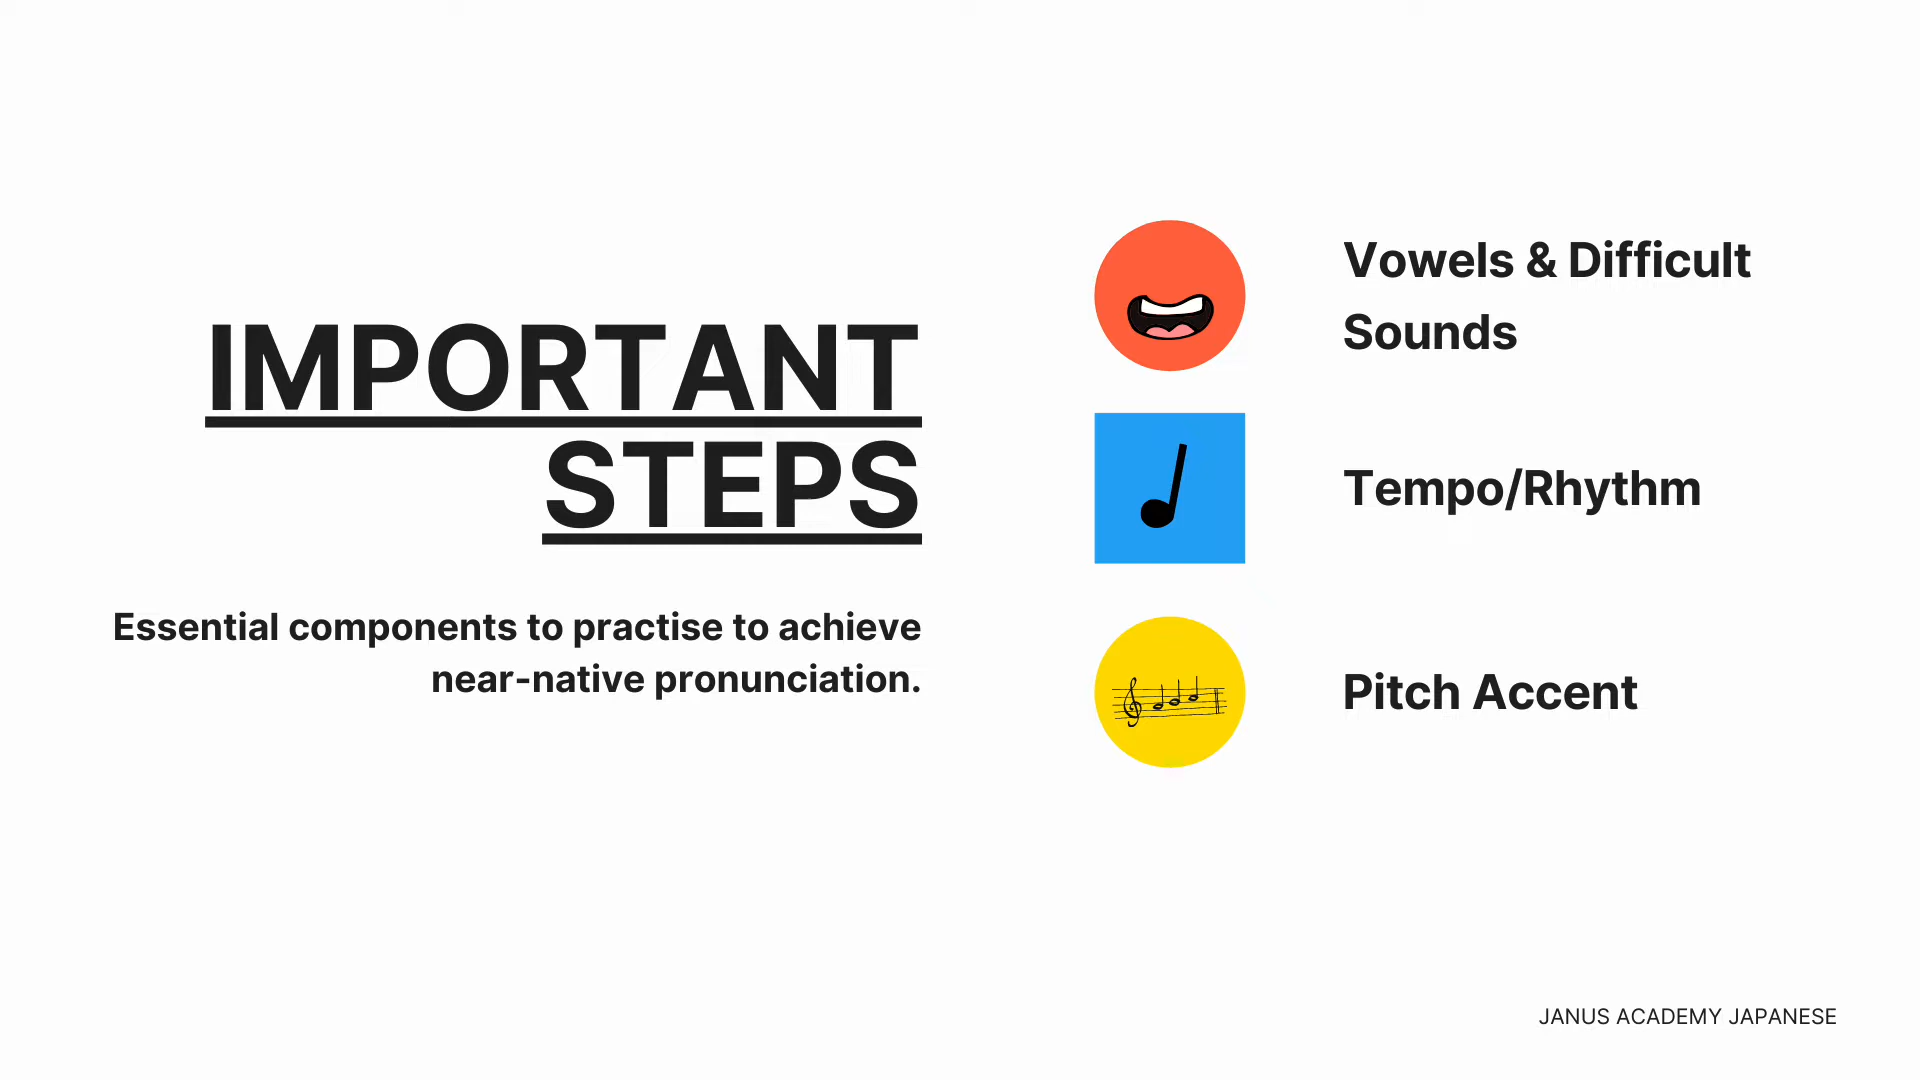 IMPORTANT
STEPS
Essential components to practise to achieve
near-native pronunciation.
Vowels & Difficult
Sounds
Tempo/Rhythm
Pitch Accent
JANUS ACADEMY JAPANESE